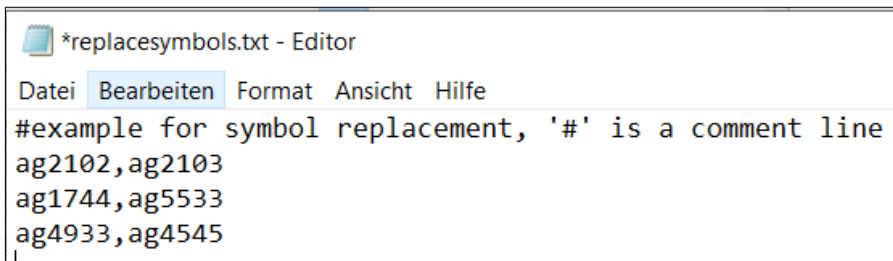 *replacesymbols.txt - Editor
Datei Bearbeiten Format Ansicht Hilfe
#example for symbol replacement, '#' is a comment line
ag2102,ag2103
ag1744,ag5533
ag4933,ag4545